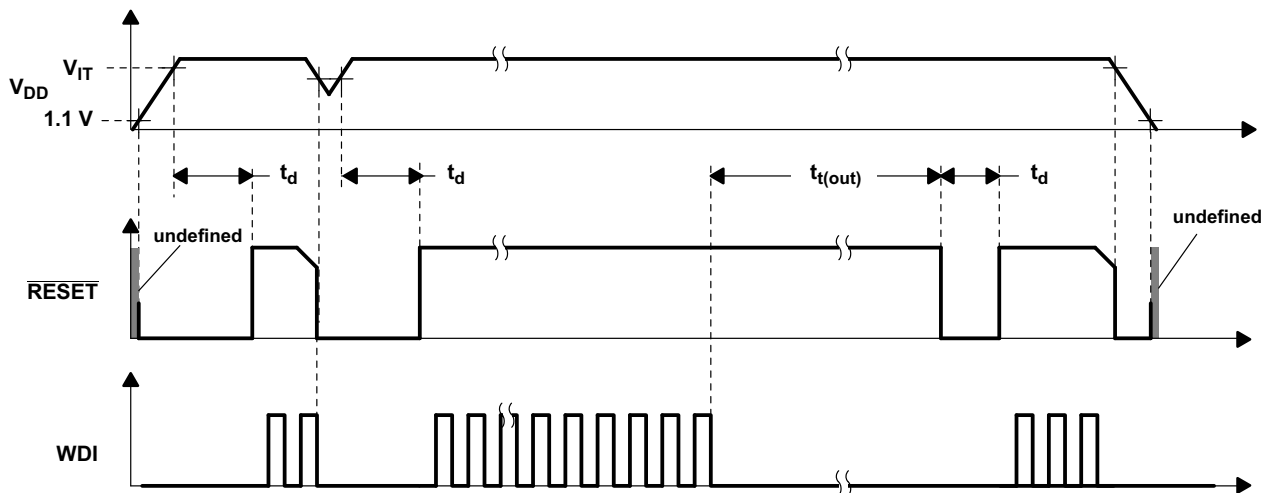 V_IT
V_DD
1.1 V
t_d
t_d
t_t(out)
t_d
undefined
undefined
RESET
WDI